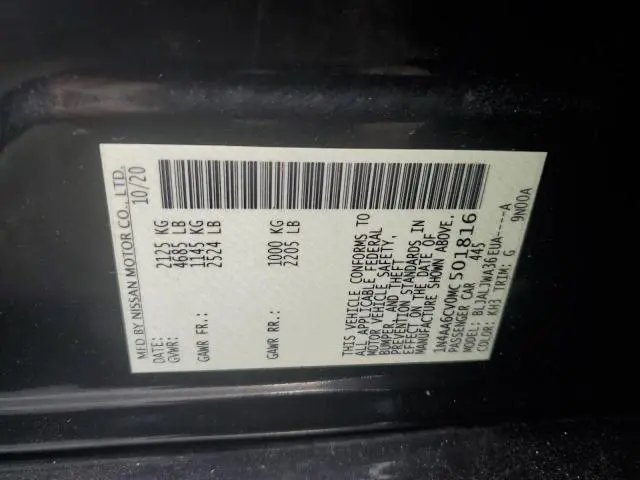 MFD BY NISSAN MOTOR CO., LTD.
DATE: 10/20
GVWR: 2125 KG
4685 LB
GAWR FR.: 1145 KG
2524 LB
GAWR RR.: 1000 KG
2205 LB
THIS VEHICLE CONFORMS TO
ALL APPLICABLE FEDERAL
MOTOR VEHICLE SAFETY,
BUMPER, AND THEFT
PREVENTION STANDARDS IN
EFFECT ON THE DATE OF
MANUFACTURE SHOWN ABOVE.
1N4AA6CV0MC501816
PASSENGER CAR 445
MODEL: BLJALJWA36EUA----A
COLOR: KH3 TRIM: G 9N00A